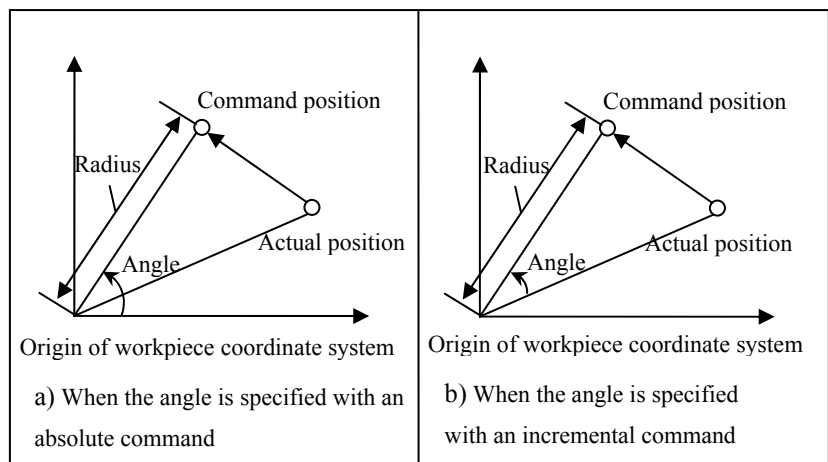 Command position
Radius
Actual position
Angle
Origin of workpiece coordinate system
a) When the angle is specified with an
absolute command
Command position
Radius
Actual position
Angle
Origin of workpiece coordinate system
b) When the angle is specified
with an incremental command